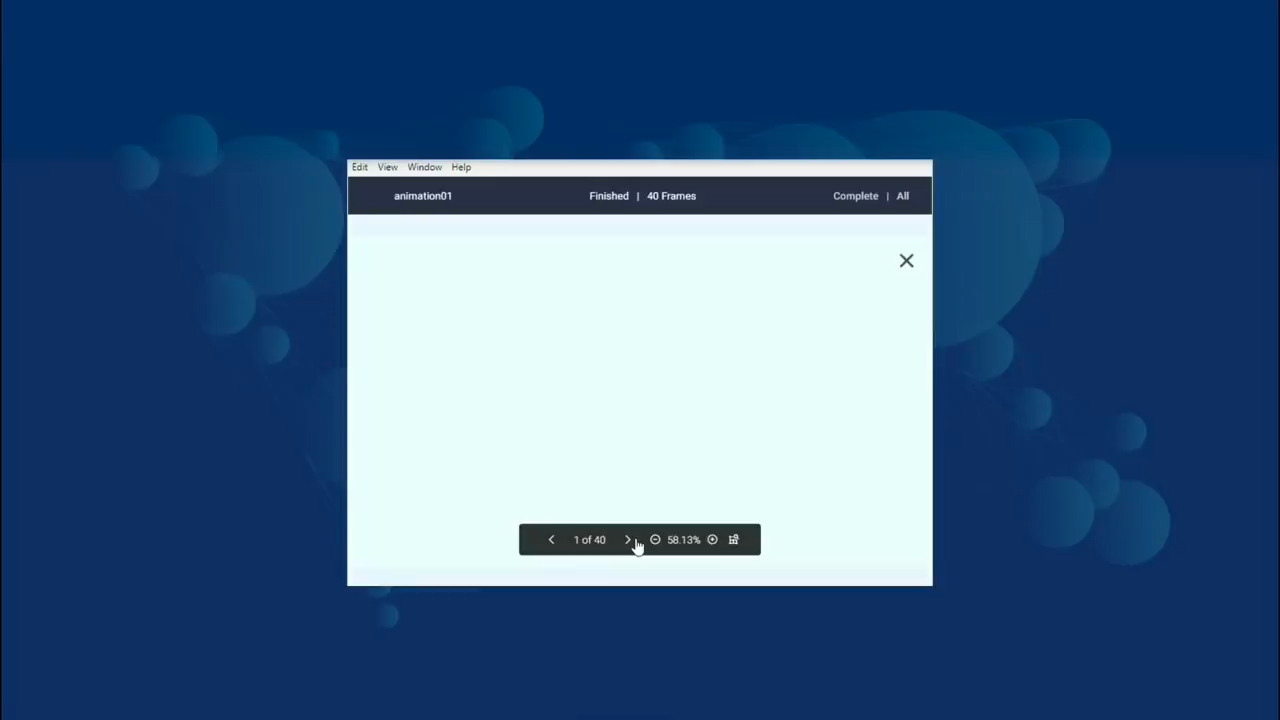 Edit View Window Help
animation01 Finished | 40 Frames Complete | All
1 of 40 58.13%